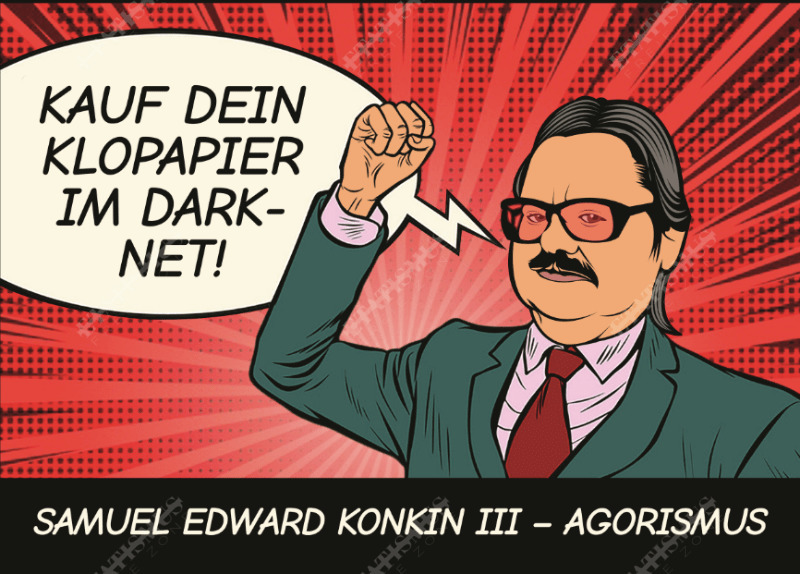 KAUF DEIN
KLOPAPIER
IM DARK-
NET!
SAMUEL EDWARD KONKIN III – AGORISMUS